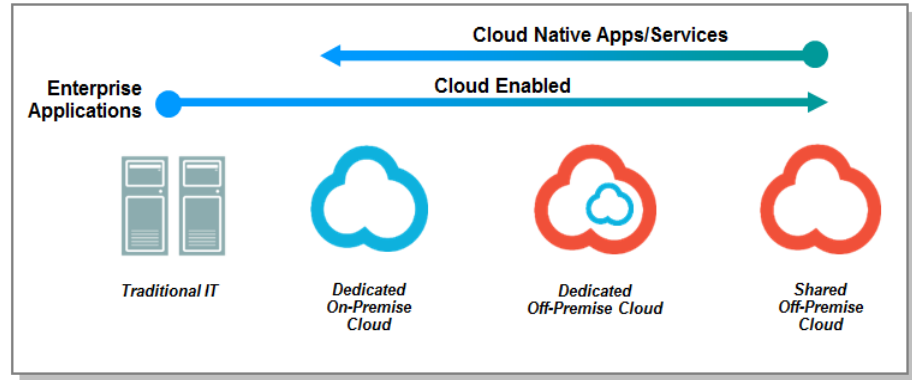 Cloud Native Apps/Services
Enterprise
Applications
Cloud Enabled
Traditional IT
Dedicated
On-Premise
Cloud
Dedicated
Off-Premise Cloud
Shared
Off-Premise
Cloud